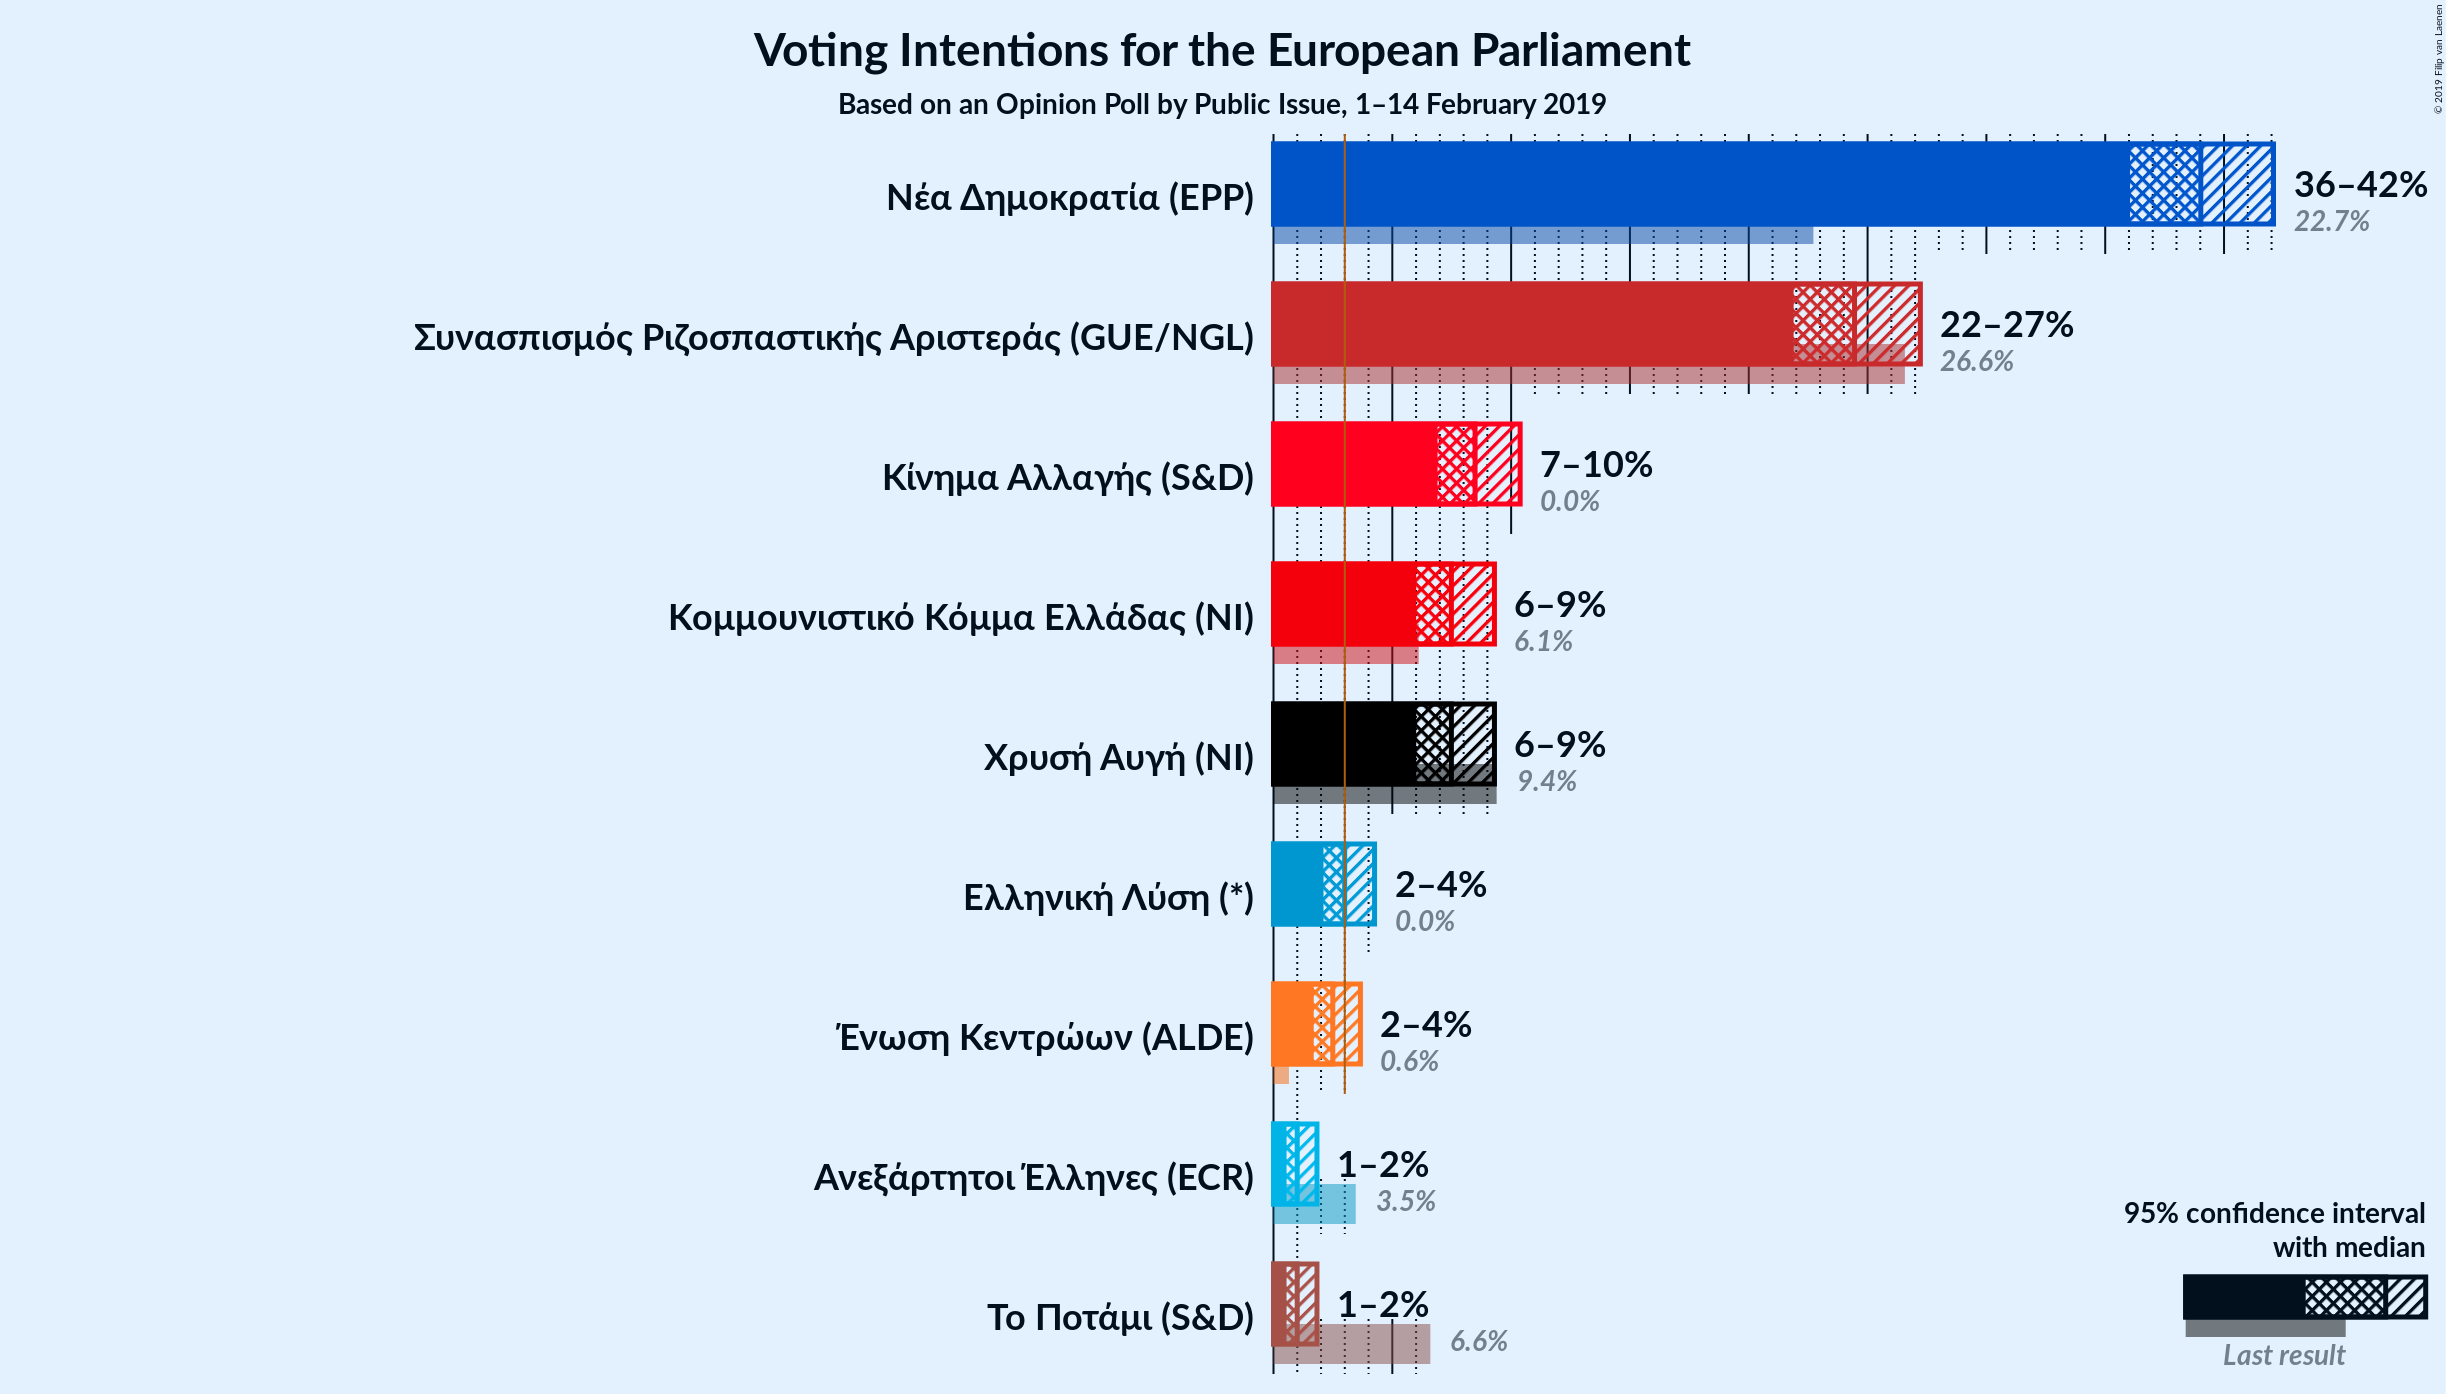 Voting Intentions for the European Parliament
Based on an Opinion Poll by Public Issue, 1–14 February 2019
© 2019 Filip van Laenen
Νέα Δημοκρατία (EPP)
36–42%
22.7%
Συνασπισμός Ριζοσπαστικής Αριστεράς (GUE/NGL)
22–27%
26.6%
Κίνημα Αλλαγής (S&D)
7–10%
0.0%
Κομμουνιστικό Κόμμα Ελλάδας (NI)
6–9%
6.1%
Χρυσή Αυγή (NI)
6–9%
9.4%
Ελληνική Λύση (*)
2–4%
0.0%
Ένωση Κεντρώων (ALDE)
2–4%
0.6%
Ανεξάρτητοι Έλληνες (ECR)
1–2%
3.5%
Το Ποτάμι (S&D)
1–2%
6.6%
95% confidence interval
with median
Last result